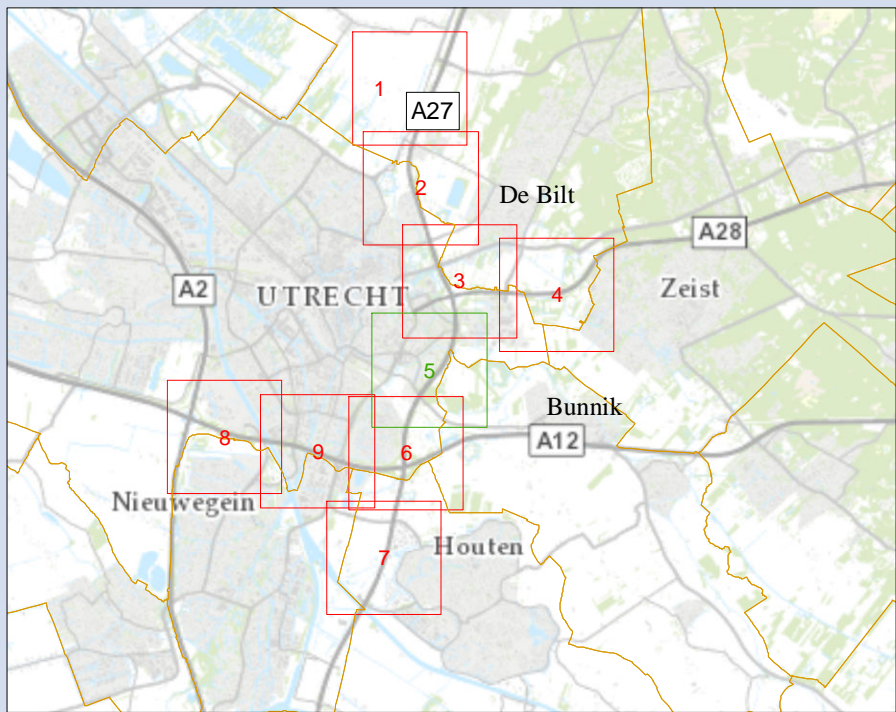 1
A27
2
De Bilt
A28
3
4
Zeist
A2
UTRECHT
5
Bunnik
8
9
6
A12
Nieuwegein
7
Houten